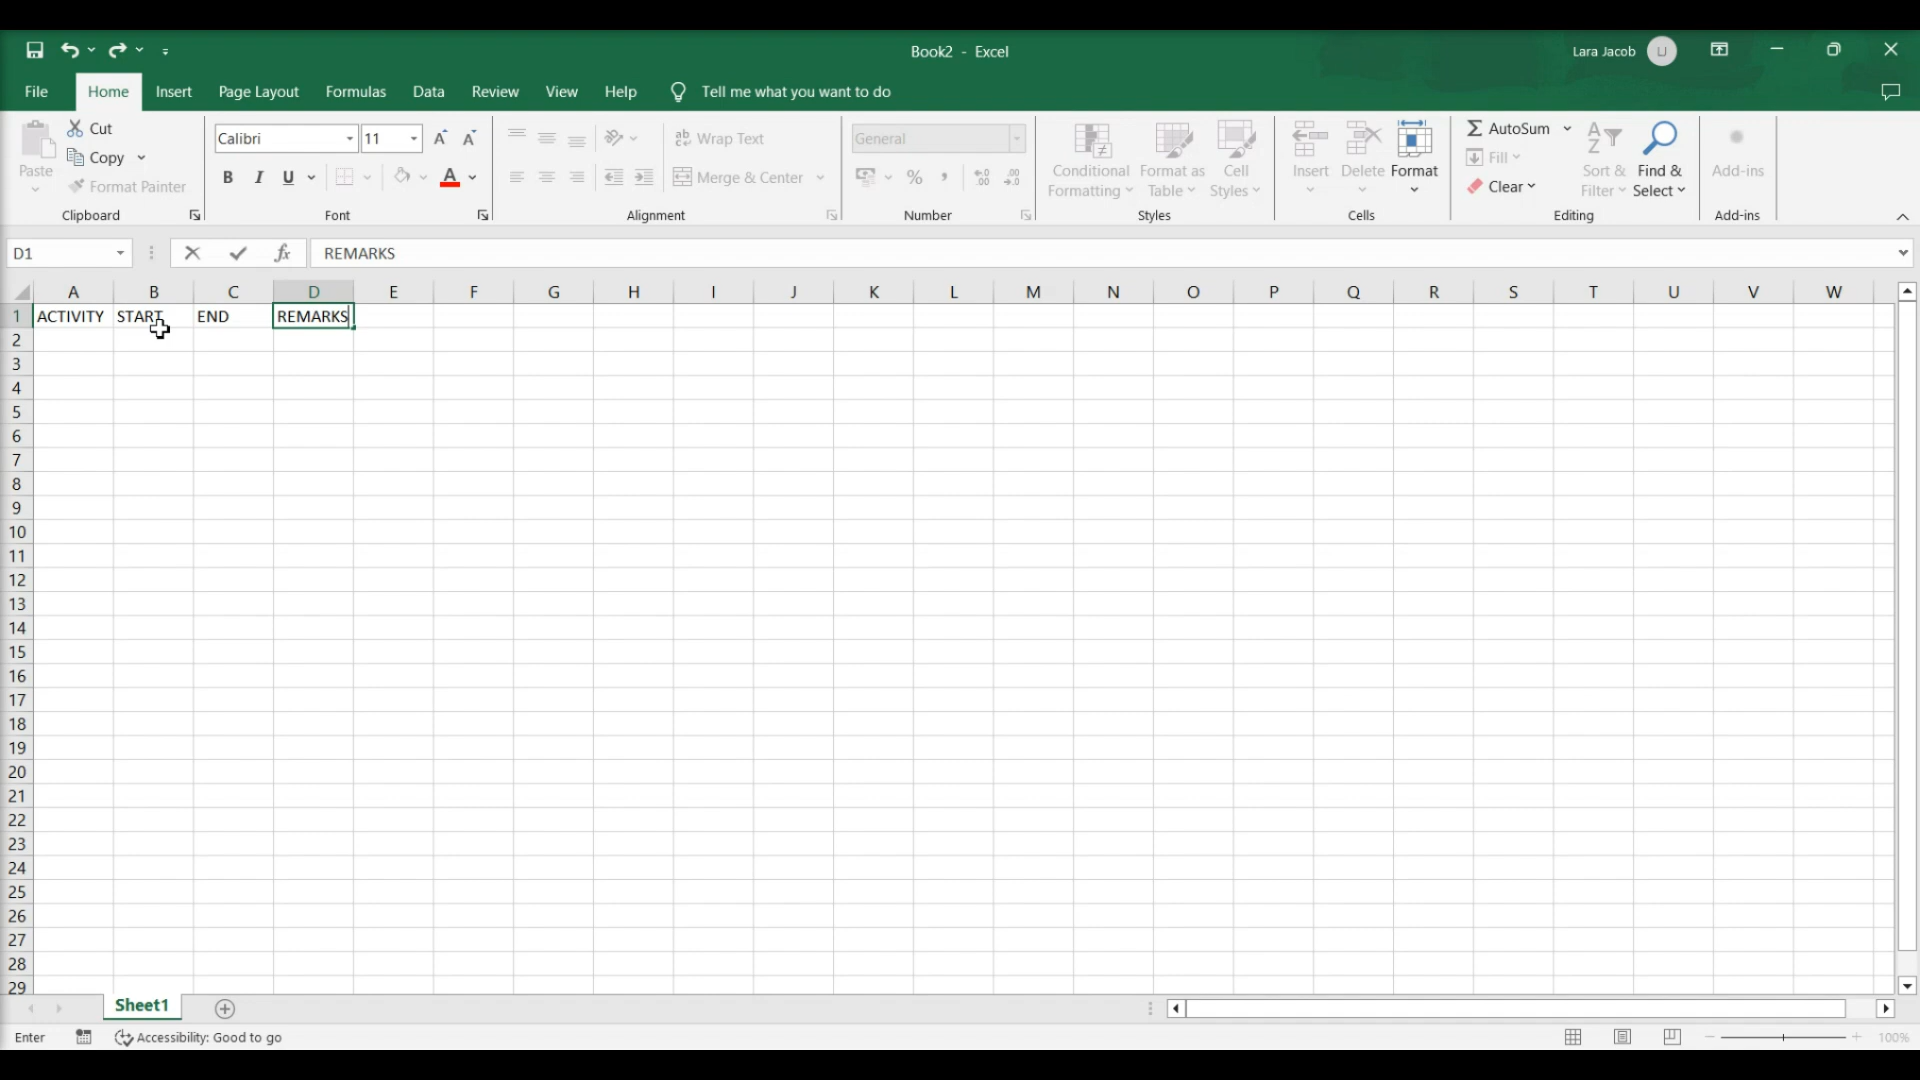 Book2 - Excel
Lara Jacob LJ
File Home Insert Page Layout Formulas Data Review View Help Tell me what you want to do
Paste
Cut
Copy
Format Painter
Clipboard
Calibri 11 A A
B I U A
Font
ab Wrap Text
Merge & Center
Alignment
General
% ,
Number
Conditional Formatting
Format as Table
Cell Styles
Styles
Insert Delete Format
Cells
Σ AutoSum
Fill
Clear
Sort & Filter
Find & Select
Editing
Add-ins
Add-ins
D1 fx REMARKS
A B C D E F G H I J K L M N O P Q R S T U V W
1 ACTIVITY START END REMARKS
2
3
4
5
6
7
8
9
10
11
12
13
14
15
16
17
18
19
20
21
22
23
24
25
26
27
28
29
Sheet1
Enter Accessibility: Good to go 100%